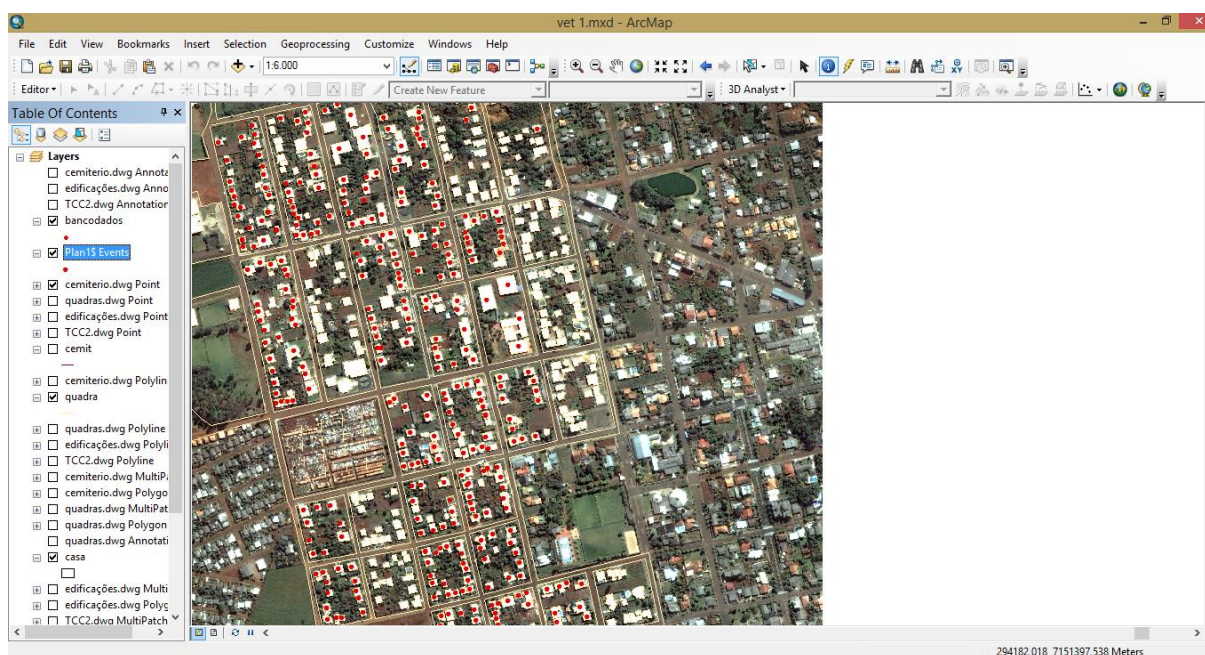 vet 1.mxd - ArcMap
File Edit View Bookmarks Insert Selection Geoprocessing Customize Windows Help
1:6.000
Editor Create New Feature 3D Analyst
Table Of Contents
Layers
cemiterio.dwg Annota
edificações.dwg Anno
TCC2.dwg Annotation
bancodados
Plan1$ Events
cemiterio.dwg Point
quadras.dwg Point
edificações.dwg Point
TCC2.dwg Point
cemit
cemiterio.dwg Polylin
quadra
quadras.dwg Polyline
edificações.dwg Polyli
TCC2.dwg Polyline
cemiterio.dwg MultiPa
cemiterio.dwg Polygo
quadras.dwg MultiPat
quadras.dwg Polygon
quadras.dwg Annotati
casa
edificações.dwg Multi
edificações.dwg Polyg
TCC2.dwg MultiPatch
294182,018 7151397,538 Meters